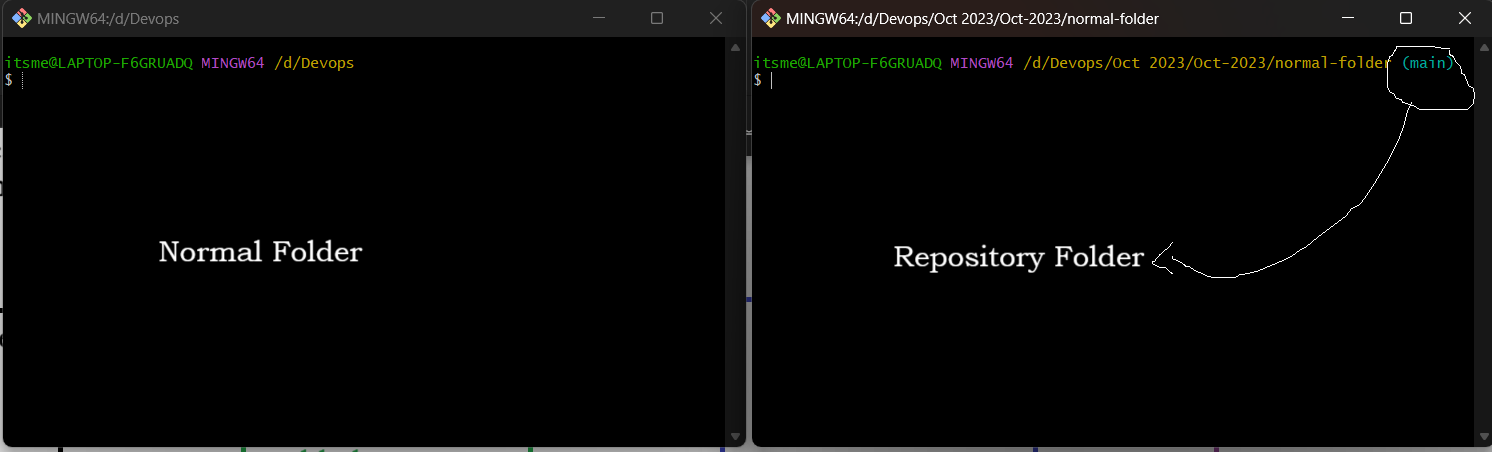 MINGW64:/d/Devops
itsme@LAPTOP-F6GRUADQ MINGW64 /d/Devops
$
Normal Folder
MINGW64:/d/Devops/Oct 2023/Oct-2023/normal-folder
itsme@LAPTOP-F6GRUADQ MINGW64 /d/Devops/Oct 2023/Oct-2023/normal-folder (main)
$
Repository Folder